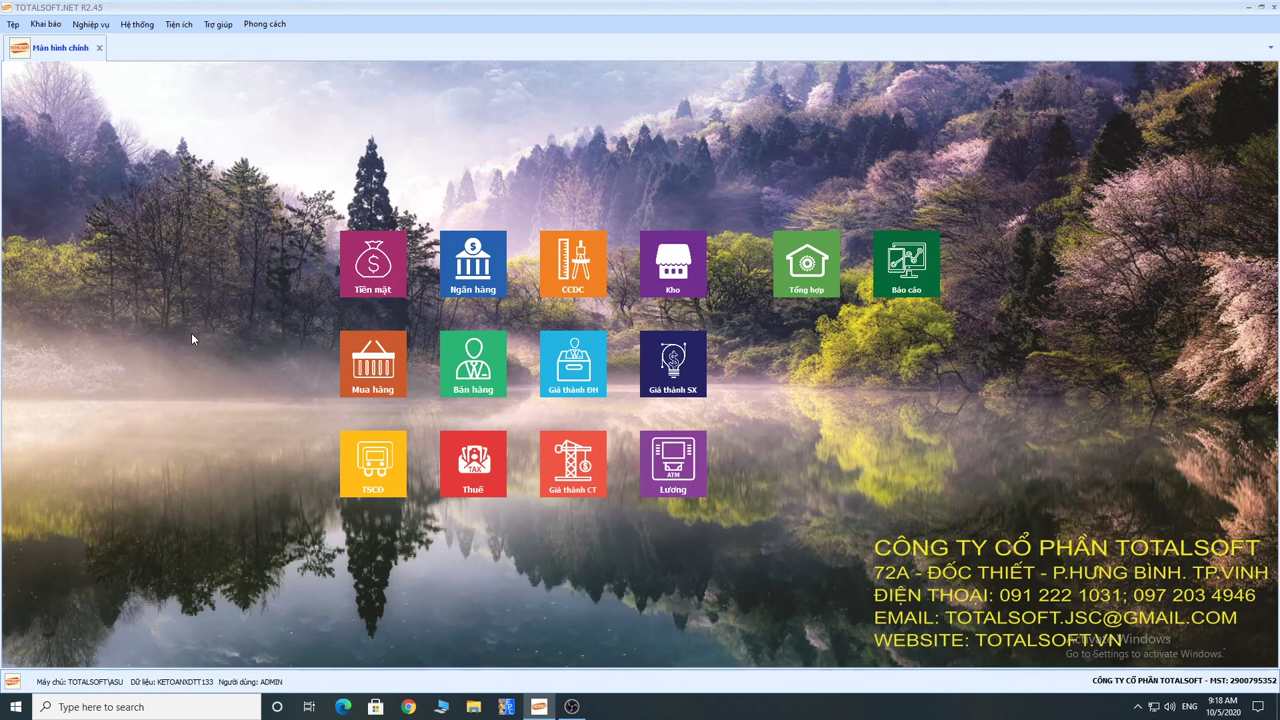 TOTALSOFT.NET R2.45
Tệp Khai báo Nghiệp vụ Hệ thống Tiện ích Trợ giúp Phong cách
TOTALSOFT Màn hình chính
Tiền mặt Ngân hàng CCDC Kho Tổng hợp Báo cáo
Mua hàng Bán hàng Giá thành ĐH Giá thành SX
TAX ATM
TSCĐ Thuế Giá thành CT Lương
CÔNG TY CỔ PHẦN TOTALSOFT
72A - ĐỐC THIẾT - P.HƯNG BÌNH. TP.VINH
ĐIỆN THOẠI: 091 222 1031; 097 203 4946
EMAIL: TOTALSOFT.JSC@GMAIL.COM
WEBSITE: TOTALSOFT.VN
Activate Windows
Go to Settings to activate Windows.
Máy chủ: TOTALSOFT\ASU Dữ liệu: KETOANXDTT133 Người dùng: ADMIN
CÔNG TY CỔ PHẦN TOTALSOFT - MST: 2900795352
Type here to search
ENG
9:18 AM
10/5/2020